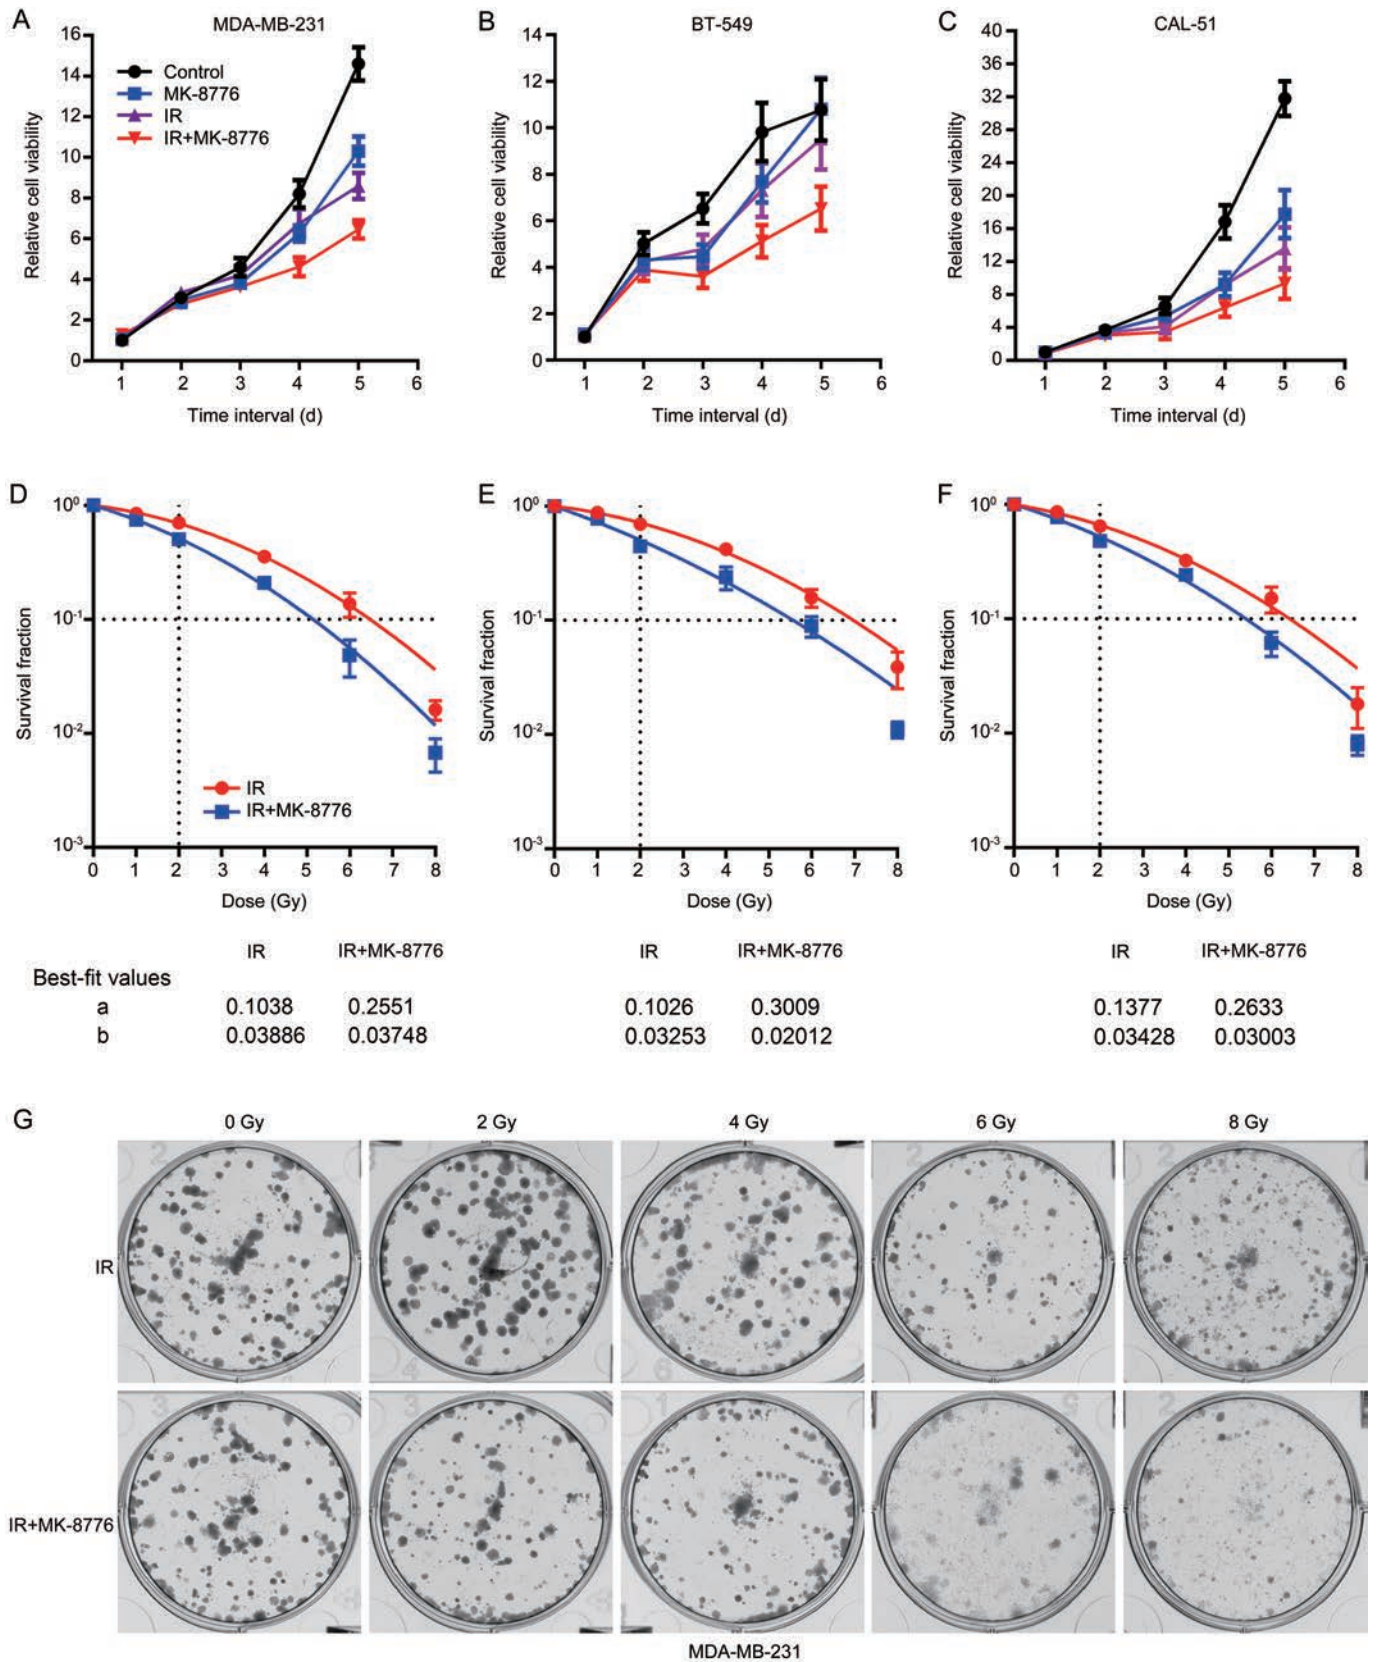 A MDA-MB-231 B BT-549 C CAL-51
Relative cell viability
16
14
12
10
8
6
4
2
0
Control
MK-8776
IR
IR+MK-8776
1 2 3 4 5 6
Time interval (d)
Relative cell viability
14
12
10
8
6
4
2
0
1 2 3 4 5 6
Time interval (d)
Relative cell viability
40
36
32
28
24
20
16
12
8
4
0
1 2 3 4 5 6
Time interval (d)
D
Survival fraction
10⁰
10⁻¹
10⁻²
10⁻³
IR
IR+MK-8776
0 1 2 3 4 5 6 7 8
Dose (Gy)
E
Survival fraction
10⁰
10⁻¹
10⁻²
10⁻³
0 1 2 3 4 5 6 7 8
Dose (Gy)
F
Survival fraction
10⁰
10⁻¹
10⁻²
10⁻³
0 1 2 3 4 5 6 7 8
Dose (Gy)
IR IR+MK-8776 IR IR+MK-8776 IR IR+MK-8776
Best-fit values
a 0.1038 0.2551 0.1026 0.3009 0.1377 0.2633
b 0.03886 0.03748 0.03253 0.02012 0.03428 0.03003
G
0 Gy 2 Gy 4 Gy 6 Gy 8 Gy
IR
IR+MK-8776
MDA-MB-231